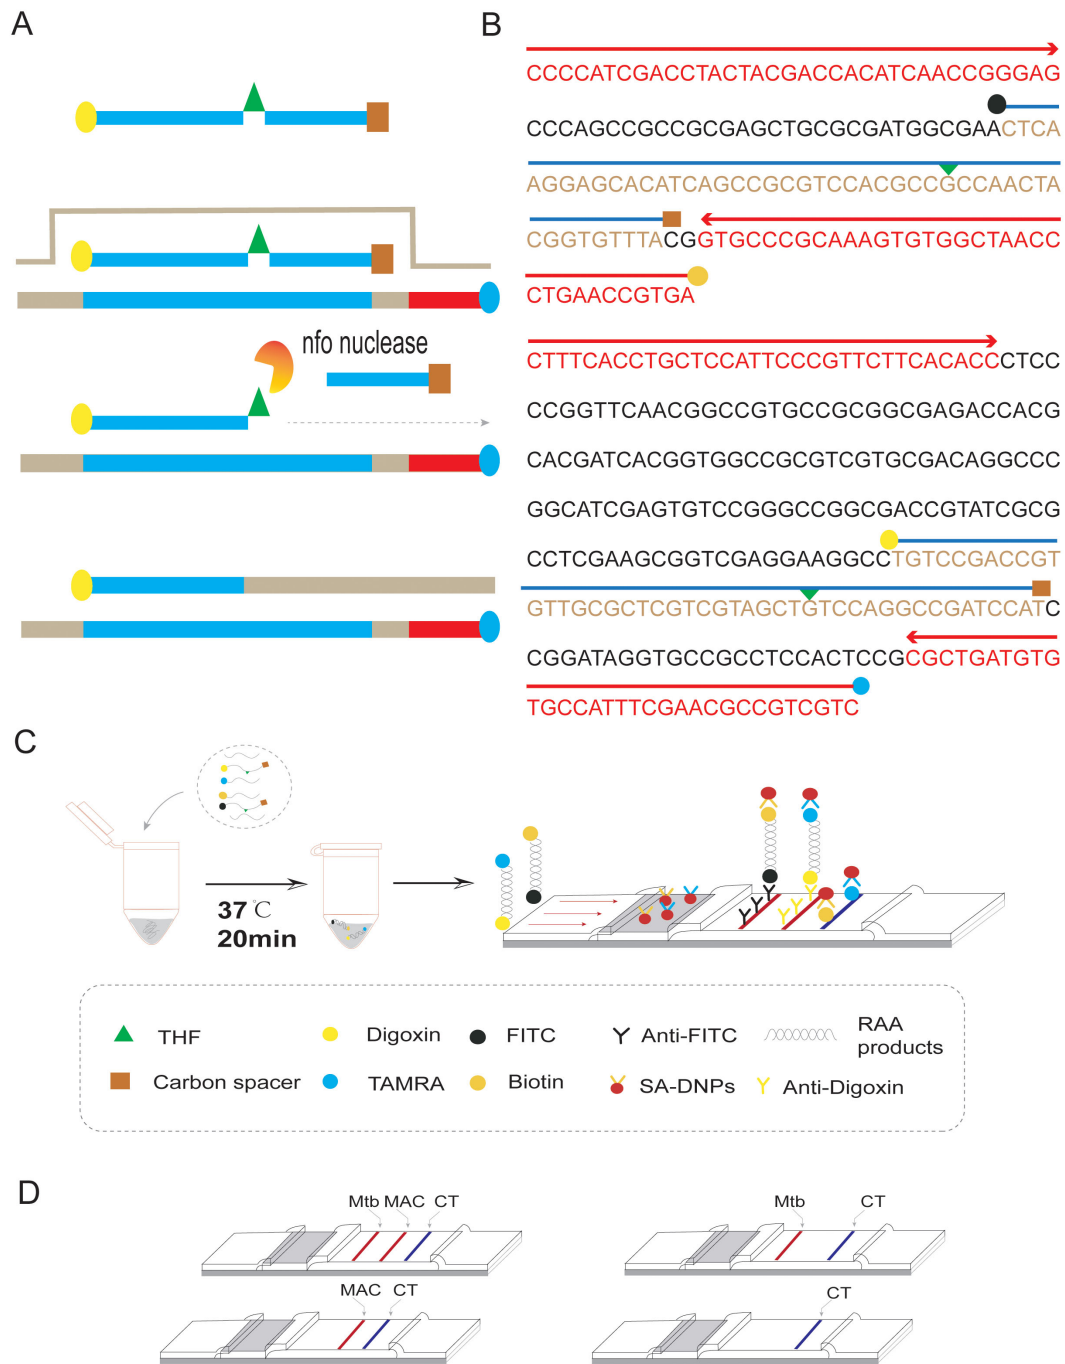 A
nfo nuclease
B
CCCCATCGACCTACTACGACCACATCAACCGGGAG
CCCAGCCGCCGCGAGCTGCGCGATGGCGAACTCA
AGGAGCACATCAGCCGCGTCCACGCCGCCAACTA
CGGTGTTTACGGTGCCCGCAAAGTGTGGCTAACC
CTGAACCGTGA
CTTTCACCTGCTCCATTCCCGTTCTTCACACCCTCC
CCGGTTCAACGGCCGTGCCGCGGCGAGACCACG
CACGATCACGGTGGCCGCGTCGTGCGACAGGCCC
GGCATCGAGTGTCCGGGCCGGCGACCGTATCGCG
CCTCGAAGCGGTCGAGGAAGGCCTGTCCGACCGT
GTTGCGCTCGTCGTAGCTGTCCAGGCCGATCCATC
CGGATAGGTGCCGCCTCCACTCCGCGCTGATGTG
TGCCATTTCGAACGCCGTCGTC
C
37℃
20min
THF
Digoxin
FITC
Anti-FITC
RAA
products
Carbon spacer
TAMRA
Biotin
SA-DNPs
Anti-Digoxin
D
Mtb MAC CT
Mtb CT
MAC CT
CT